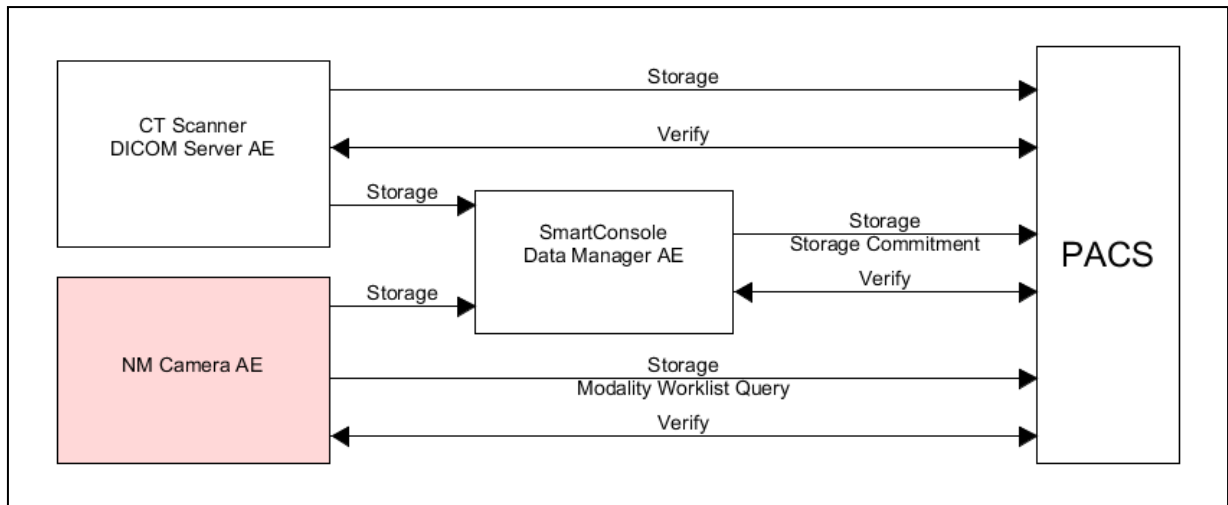 Storage
CT Scanner
DICOM Server AE
Verify
Storage
SmartConsole
Data Manager AE
Storage
Storage Commitment
PACS
Verify
Storage
NM Camera AE
Storage
Modality Worklist Query
Verify